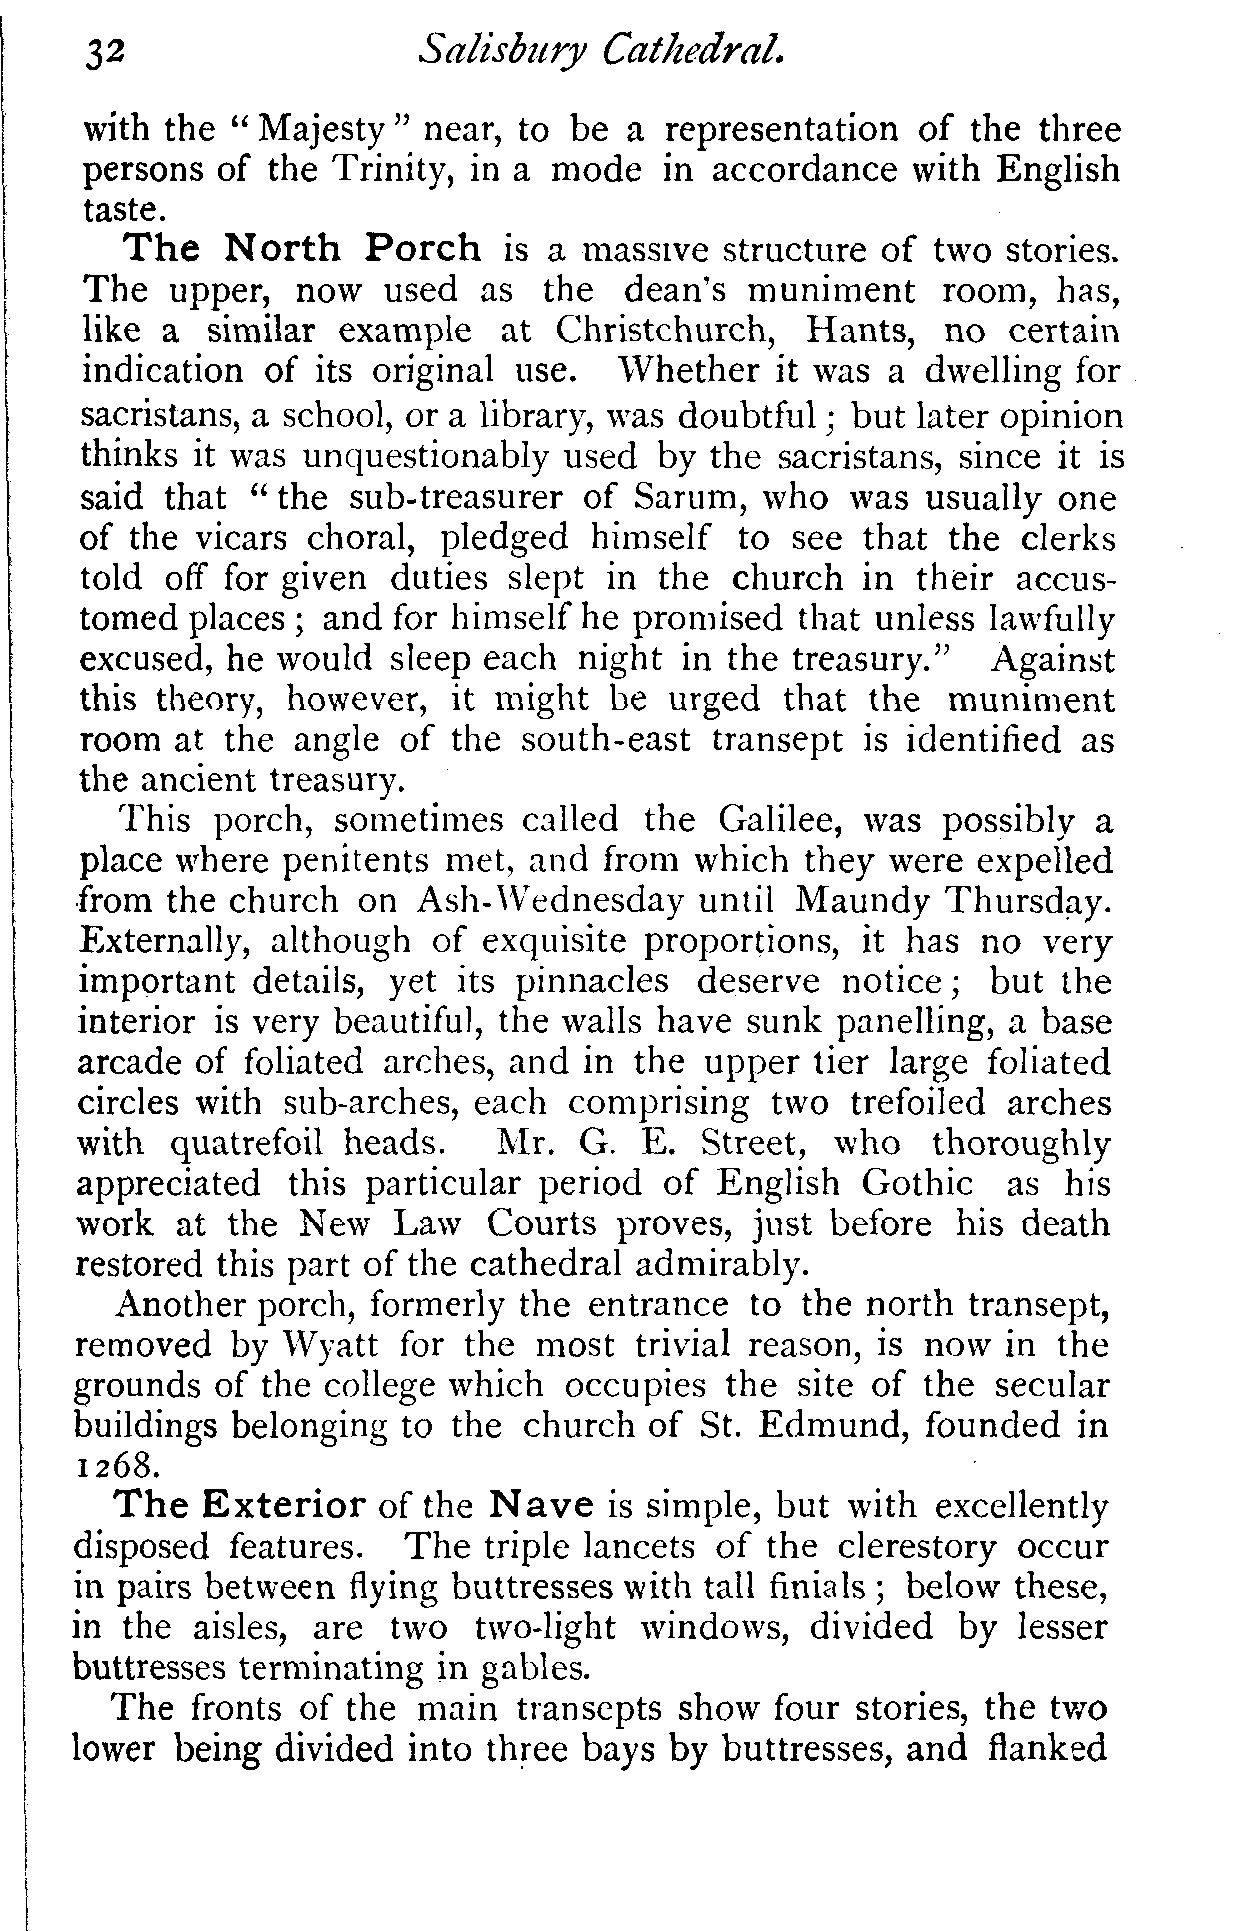 32 Salisbury Cathedral.
with the “ Majesty ” near, to be a representation of the three
persons of the Trinity, in a mode in accordance with English
taste.
The North Porch is a massive structure of two stories.
The upper, now used as the dean's muniment room, has,
like a similar example at Christchurch, Hants, no certain
indication of its original use. Whether it was a dwelling for
sacristans, a school, or a library, was doubtful ; but later opinion
thinks it was unquestionably used by the sacristans, since it is
said that “ the sub-treasurer of Sarum, who was usually one
of the vicars choral, pledged himself to see that the clerks
told off for given duties slept in the church in their accus-
tomed places ; and for himself he promised that unless lawfully
excused, he would sleep each night in the treasury.” Against
this theory, however, it might be urged that the muniment
room at the angle of the south-east transept is identified as
the ancient treasury.
This porch, sometimes called the Galilee, was possibly a
place where penitents met, and from which they were expelled
from the church on Ash-Wednesday until Maundy Thursday.
Externally, although of exquisite proportions, it has no very
important details, yet its pinnacles deserve notice ; but the
interior is very beautiful, the walls have sunk panelling, a base
arcade of foliated arches, and in the upper tier large foliated
circles with sub-arches, each comprising two trefoiled arches
with quatrefoil heads. Mr. G. E. Street, who thoroughly
appreciated this particular period of English Gothic as his
work at the New Law Courts proves, just before his death
restored this part of the cathedral admirably.
Another porch, formerly the entrance to the north transept,
removed by Wyatt for the most trivial reason, is now in the
grounds of the college which occupies the site of the secular
buildings belonging to the church of St. Edmund, founded in
1268.
The Exterior of the Nave is simple, but with excellently
disposed features. The triple lancets of the clerestory occur
in pairs between flying buttresses with tall finials ; below these,
in the aisles, are two two-light windows, divided by lesser
buttresses terminating in gables.
The fronts of the main transepts show four stories, the two
lower being divided into three bays by buttresses, and flanked